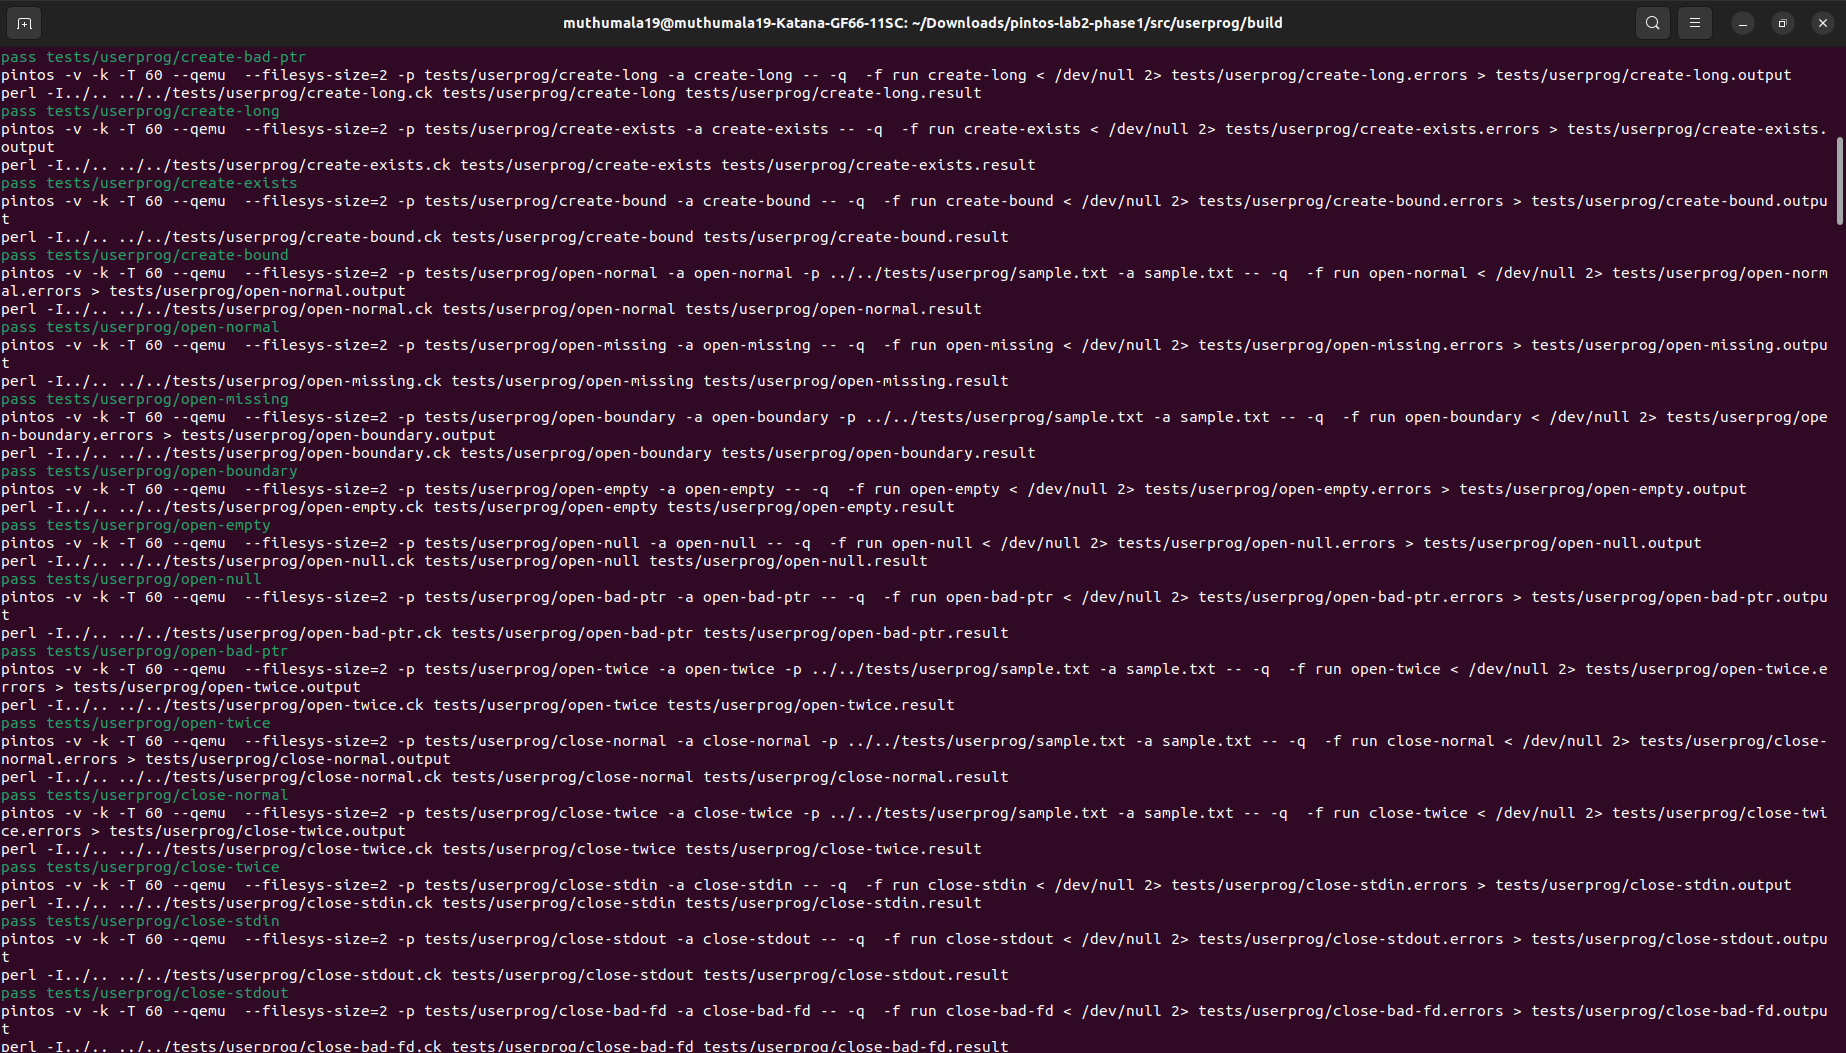 muthumala19@muthumala19-Katana-GF66-11SC: ~/Downloads/pintos-lab2-phase1/src/userprog/build
pass tests/userprog/create-bad-ptr
pintos -v -k -T 60 --qemu  --filesys-size=2 -p tests/userprog/create-long -a create-long -- -q  -f run create-long < /dev/null 2> tests/userprog/create-long.errors > tests/userprog/create-long.output
perl -I../.. ../../tests/userprog/create-long.ck tests/userprog/create-long tests/userprog/create-long.result
pass tests/userprog/create-long
pintos -v -k -T 60 --qemu  --filesys-size=2 -p tests/userprog/create-exists -a create-exists -- -q  -f run create-exists < /dev/null 2> tests/userprog/create-exists.errors > tests/userprog/create-exists.
output
perl -I../.. ../../tests/userprog/create-exists.ck tests/userprog/create-exists tests/userprog/create-exists.result
pass tests/userprog/create-exists
pintos -v -k -T 60 --qemu  --filesys-size=2 -p tests/userprog/create-bound -a create-bound -- -q  -f run create-bound < /dev/null 2> tests/userprog/create-bound.errors > tests/userprog/create-bound.outpu
t
perl -I../.. ../../tests/userprog/create-bound.ck tests/userprog/create-bound tests/userprog/create-bound.result
pass tests/userprog/create-bound
pintos -v -k -T 60 --qemu  --filesys-size=2 -p tests/userprog/open-normal -a open-normal -p ../../tests/userprog/sample.txt -a sample.txt -- -q  -f run open-normal < /dev/null 2> tests/userprog/open-norm
al.errors > tests/userprog/open-normal.output
perl -I../.. ../../tests/userprog/open-normal.ck tests/userprog/open-normal tests/userprog/open-normal.result
pass tests/userprog/open-normal
pintos -v -k -T 60 --qemu  --filesys-size=2 -p tests/userprog/open-missing -a open-missing -- -q  -f run open-missing < /dev/null 2> tests/userprog/open-missing.errors > tests/userprog/open-missing.outpu
t
perl -I../.. ../../tests/userprog/open-missing.ck tests/userprog/open-missing tests/userprog/open-missing.result
pass tests/userprog/open-missing
pintos -v -k -T 60 --qemu  --filesys-size=2 -p tests/userprog/open-boundary -a open-boundary -p ../../tests/userprog/sample.txt -a sample.txt -- -q  -f run open-boundary < /dev/null 2> tests/userprog/ope
n-boundary.errors > tests/userprog/open-boundary.output
perl -I../.. ../../tests/userprog/open-boundary.ck tests/userprog/open-boundary tests/userprog/open-boundary.result
pass tests/userprog/open-boundary
pintos -v -k -T 60 --qemu  --filesys-size=2 -p tests/userprog/open-empty -a open-empty -- -q  -f run open-empty < /dev/null 2> tests/userprog/open-empty.errors > tests/userprog/open-empty.output
perl -I../.. ../../tests/userprog/open-empty.ck tests/userprog/open-empty tests/userprog/open-empty.result
pass tests/userprog/open-empty
pintos -v -k -T 60 --qemu  --filesys-size=2 -p tests/userprog/open-null -a open-null -- -q  -f run open-null < /dev/null 2> tests/userprog/open-null.errors > tests/userprog/open-null.output
perl -I../.. ../../tests/userprog/open-null.ck tests/userprog/open-null tests/userprog/open-null.result
pass tests/userprog/open-null
pintos -v -k -T 60 --qemu  --filesys-size=2 -p tests/userprog/open-bad-ptr -a open-bad-ptr -- -q  -f run open-bad-ptr < /dev/null 2> tests/userprog/open-bad-ptr.errors > tests/userprog/open-bad-ptr.outpu
t
perl -I../.. ../../tests/userprog/open-bad-ptr.ck tests/userprog/open-bad-ptr tests/userprog/open-bad-ptr.result
pass tests/userprog/open-bad-ptr
pintos -v -k -T 60 --qemu  --filesys-size=2 -p tests/userprog/open-twice -a open-twice -p ../../tests/userprog/sample.txt -a sample.txt -- -q  -f run open-twice < /dev/null 2> tests/userprog/open-twice.e
rrors > tests/userprog/open-twice.output
perl -I../.. ../../tests/userprog/open-twice.ck tests/userprog/open-twice tests/userprog/open-twice.result
pass tests/userprog/open-twice
pintos -v -k -T 60 --qemu  --filesys-size=2 -p tests/userprog/close-normal -a close-normal -p ../../tests/userprog/sample.txt -a sample.txt -- -q  -f run close-normal < /dev/null 2> tests/userprog/close-
normal.errors > tests/userprog/close-normal.output
perl -I../.. ../../tests/userprog/close-normal.ck tests/userprog/close-normal tests/userprog/close-normal.result
pass tests/userprog/close-normal
pintos -v -k -T 60 --qemu  --filesys-size=2 -p tests/userprog/close-twice -a close-twice -p ../../tests/userprog/sample.txt -a sample.txt -- -q  -f run close-twice < /dev/null 2> tests/userprog/close-twi
ce.errors > tests/userprog/close-twice.output
perl -I../.. ../../tests/userprog/close-twice.ck tests/userprog/close-twice tests/userprog/close-twice.result
pass tests/userprog/close-twice
pintos -v -k -T 60 --qemu  --filesys-size=2 -p tests/userprog/close-stdin -a close-stdin -- -q  -f run close-stdin < /dev/null 2> tests/userprog/close-stdin.errors > tests/userprog/close-stdin.output
perl -I../.. ../../tests/userprog/close-stdin.ck tests/userprog/close-stdin tests/userprog/close-stdin.result
pass tests/userprog/close-stdin
pintos -v -k -T 60 --qemu  --filesys-size=2 -p tests/userprog/close-stdout -a close-stdout -- -q  -f run close-stdout < /dev/null 2> tests/userprog/close-stdout.errors > tests/userprog/close-stdout.outpu
t
perl -I../.. ../../tests/userprog/close-stdout.ck tests/userprog/close-stdout tests/userprog/close-stdout.result
pass tests/userprog/close-stdout
pintos -v -k -T 60 --qemu  --filesys-size=2 -p tests/userprog/close-bad-fd -a close-bad-fd -- -q  -f run close-bad-fd < /dev/null 2> tests/userprog/close-bad-fd.errors > tests/userprog/close-bad-fd.outpu
t
perl -I../.. ../../tests/userprog/close-bad-fd.ck tests/userprog/close-bad-fd tests/userprog/close-bad-fd.result